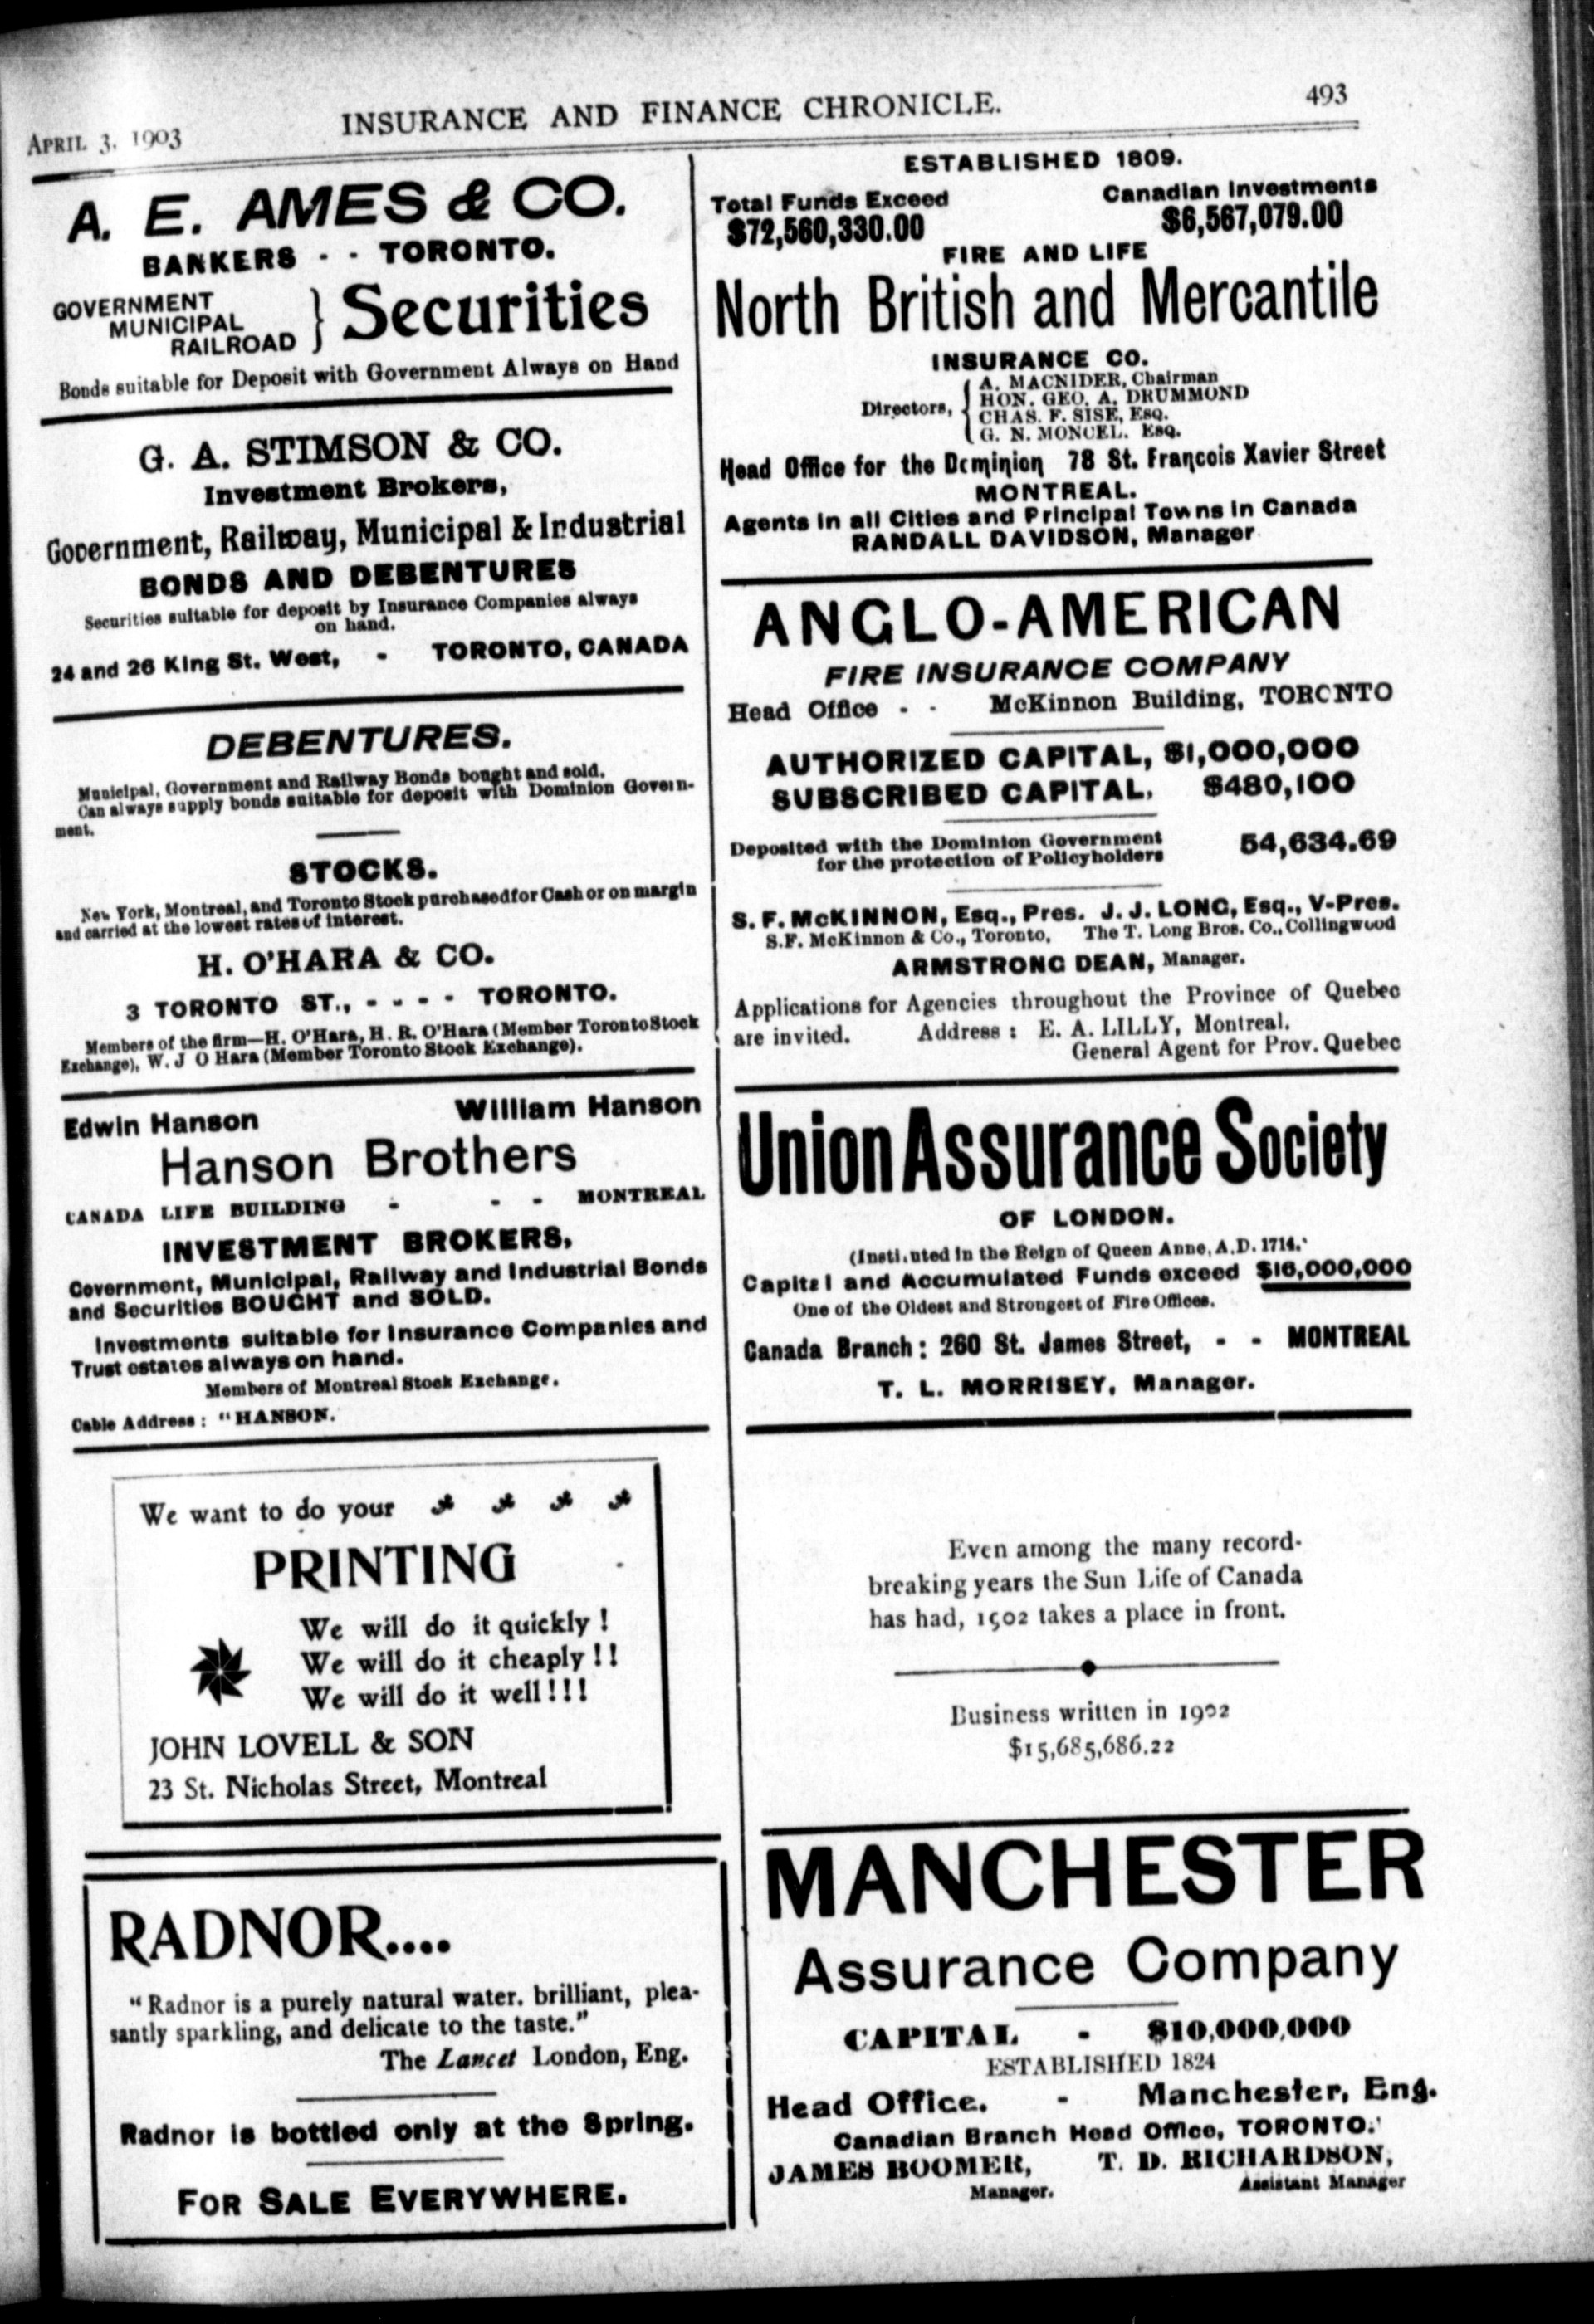 APRIL 3, 1903
INSURANCE AND FINANCE CHRONICLE.
493
A. E. AMES & CO.
BANKERS - - TORONTO.
GOVERNMENT
MUNICIPAL
RAILROAD
} Securities
Bonds suitable for Deposit with Government Always on Hand
G. A. STIMSON & CO.
Investment Brokers,
Government, Railway, Municipal & Industrial
BONDS AND DEBENTURES
Securities suitable for deposit by Insurance Companies always
on hand.
24 and 26 King St. West, - TORONTO, CANADA
DEBENTURES.
Municipal, Government and Railway Bonds bought and sold.
Can always supply bonds suitable for deposit with Dominion Govern-
ment.
STOCKS.
New York, Montreal, and Toronto Stock purchased for Cash or on margin
and carried at the lowest rates of interest.
H. O'HARA & CO.
3 TORONTO ST., - - - - TORONTO.
Members of the firm—H. O'Hara, H. R. O'Hara (Member Toronto Stock
Exchange), W. J O Hara (Member Toronto Stock Exchange).
Edwin Hanson William Hanson
Hanson Brothers
CANADA LIFE BUILDING - - - MONTREAL
INVESTMENT BROKERS,
Government, Municipal, Railway and Industrial Bonds
and Securities BOUGHT and SOLD.
Investments suitable for Insurance Companies and
Trust estates always on hand.
Members of Montreal Stock Exchange.
Cable Address : "HANSON.
We want to do your
PRINTING
We will do it quickly !
We will do it cheaply ! !
We will do it well ! ! !
JOHN LOVELL & SON
23 St. Nicholas Street, Montreal
RADNOR....
"Radnor is a purely natural water. brilliant, plea-
santly sparkling, and delicate to the taste."
The Lancet London, Eng.
Radnor is bottled only at the Spring.
FOR SALE EVERYWHERE.
ESTABLISHED 1809.
Total Funds Exceed Canadian Investments
$72,560,330.00 $6,567,079.00
FIRE AND LIFE
North British and Mercantile
INSURANCE CO.
Directors, {
A. MACNIDER, Chairman
HON. GEO. A. DRUMMOND
CHAS. F. SISE, ESQ.
G. N. MONCEL. ESQ.
Head Office for the Dominion 78 St. François Xavier Street
MONTREAL.
Agents in all Cities and Principal Towns in Canada
RANDALL DAVIDSON, Manager
ANGLO-AMERICAN
FIRE INSURANCE COMPANY
Head Office - - McKinnon Building, TORONTO
AUTHORIZED CAPITAL, $1,000,000
SUBSCRIBED CAPITAL, $480,100
Deposited with the Dominion Government
for the protection of Policyholders
54,634.69
S. F. McKINNON, Esq., Pres. J. J. LONG, Esq., V-Pres.
S.F. McKinnon & Co., Toronto. The T. Long Bros. Co., Collingwood
ARMSTRONG DEAN, Manager.
Applications for Agencies throughout the Province of Quebec
are invited. Address : E. A. LILLY, Montreal.
General Agent for Prov. Quebec
Union Assurance Society
OF LONDON.
(Instituted in the Reign of Queen Anne, A.D. 1714.
Capital and Accumulated Funds exceed $16,000,000
One of the Oldest and Strongest of Fire Offices.
Canada Branch : 260 St. James Street, - - MONTREAL
T. L. MORRISEY, Manager.
Even among the many record-
breaking years the Sun Life of Canada
has had, 1902 takes a place in front.
Business written in 1902
$15,685,686.22
MANCHESTER
Assurance Company
CAPITAL - $10,000,000
ESTABLISHED 1824
Head Office. - Manchester, Eng.
Canadian Branch Head Office, TORONTO.
JAMES BOOMER, T. D. RICHARDSON,
Manager. Assistant Manager